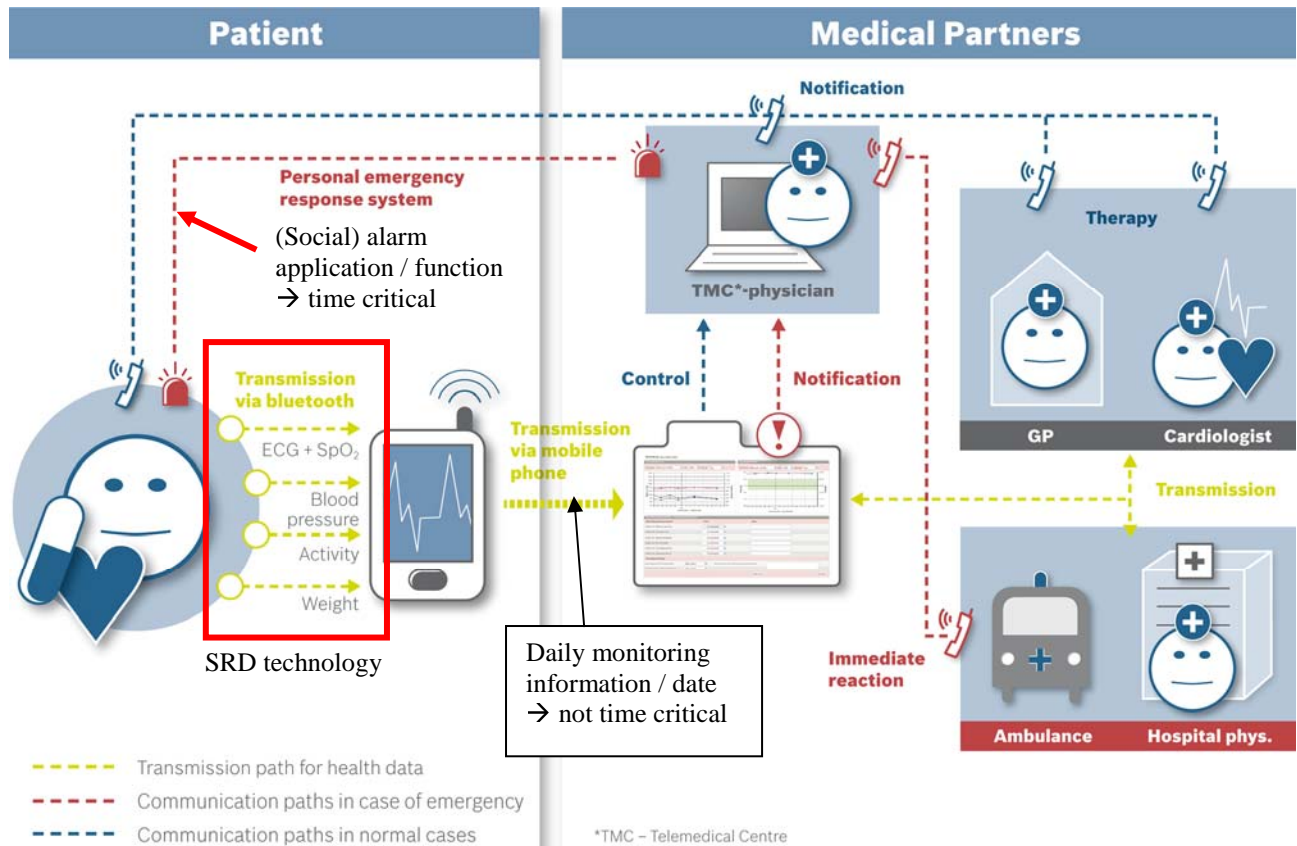 Patient
Medical Partners
Notification
Personal emergency
response system
(Social) alarm
application / function
→ time critical
TMC*-physician
Therapy
GP
Cardiologist
Transmission
via bluetooth
ECG + SpO₂
Blood
pressure
Activity
Weight
SRD technology
Transmission
via mobile
phone
Control
Notification
Transmission
Daily monitoring
information / date
→ not time critical
Immediate
reaction
Ambulance
Hospital phys.
Transmission path for health data
Communication paths in case of emergency
Communication paths in normal cases
*TMC – Telemedical Centre